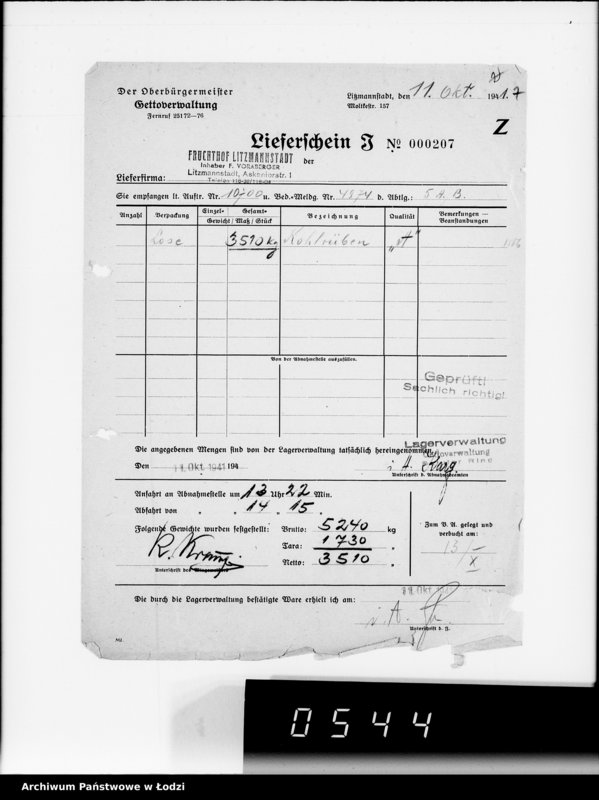 Der Oberbürgermeister
Gettoverwaltung
Fernruf 25172—76
Litzmannstadt, den 11. Okt. 1941.
Moltkestr. 157
Z
Lieferschein J № 000207
FRUCHTHOF LITZMANNSTADT
Inhaber F. VORABERGER
Litzmannstadt, Askanierstr. 1
der
Lieferfirma:
Sie empfangen lt. Auftr. Nr. u. Bed.-Meldg. Nr. 4874 d. Abtlg.:
Anzahl Verpackung Einzel- Gesamt- Gewicht / Maß / Stück Bezeichnung Qualität Bemerkungen — Beanstandungen
Lose 3510 kg Kohlrüben "A"
Von der Abnahmestelle auszufüllen.
Geprüft!
Sachlich richtig!
Die angegebenen Mengen sind von der Lagerverwaltung tatsächlich hereingenommen.
Lagerverwaltung
Gettoverwaltung
Den 11. Okt. 1941 194
Unterschrift d. Abnahmebeamten
Anfahrt an Abnahmestelle um 13 Uhr 22 Min.
Abfahrt von " " 14 " 15 "
Folgende Gewichte wurden festgestellt: Brutto: 5240 kg
Tara: 1730 "
Netto: 3510 "
Zum B. A. gelegt und
verbucht am:
13/X
Unterschrift des
Die durch die Lagerverwaltung bestätigte Ware erhielt ich am: 11. Okt. 1941
i. A.
Unterschrift d. J.
0544
Archiwum Państwowe w Łodzi